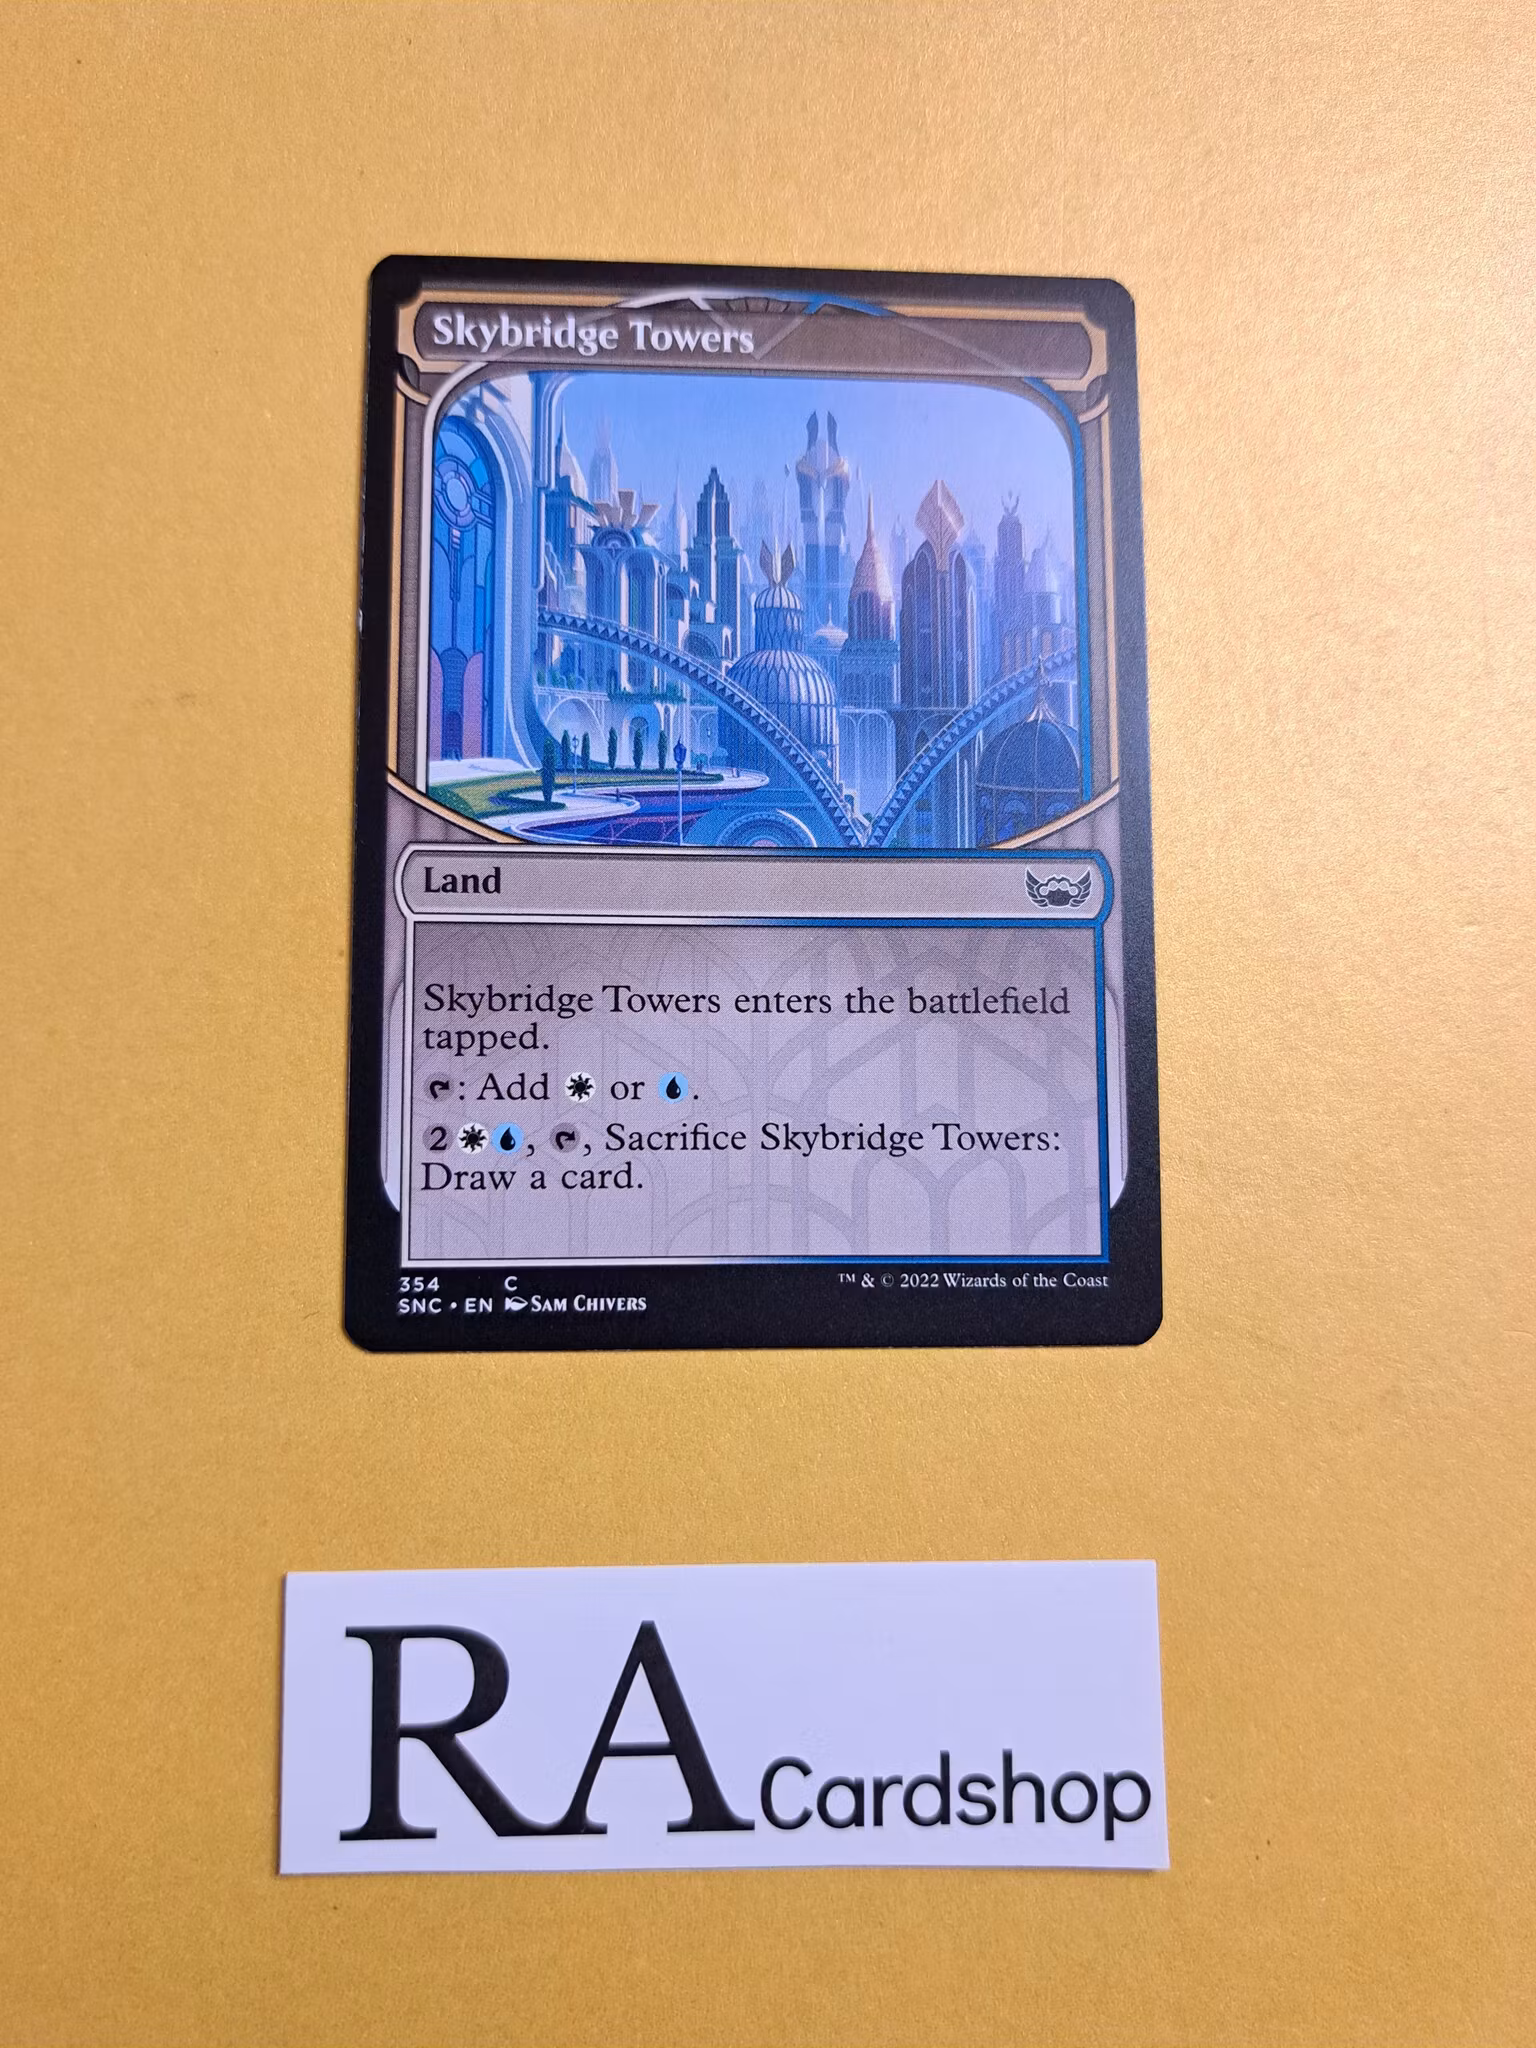 Skybridge Towers
Land
Skybridge Towers enters the battlefield
tapped.
: Add or .
2 , , Sacrifice Skybridge Towers:
Draw a card.
354 C
SNC • EN SAM CHIVERS
™ & © 2022 Wizards of the Coast
RA Cardshop